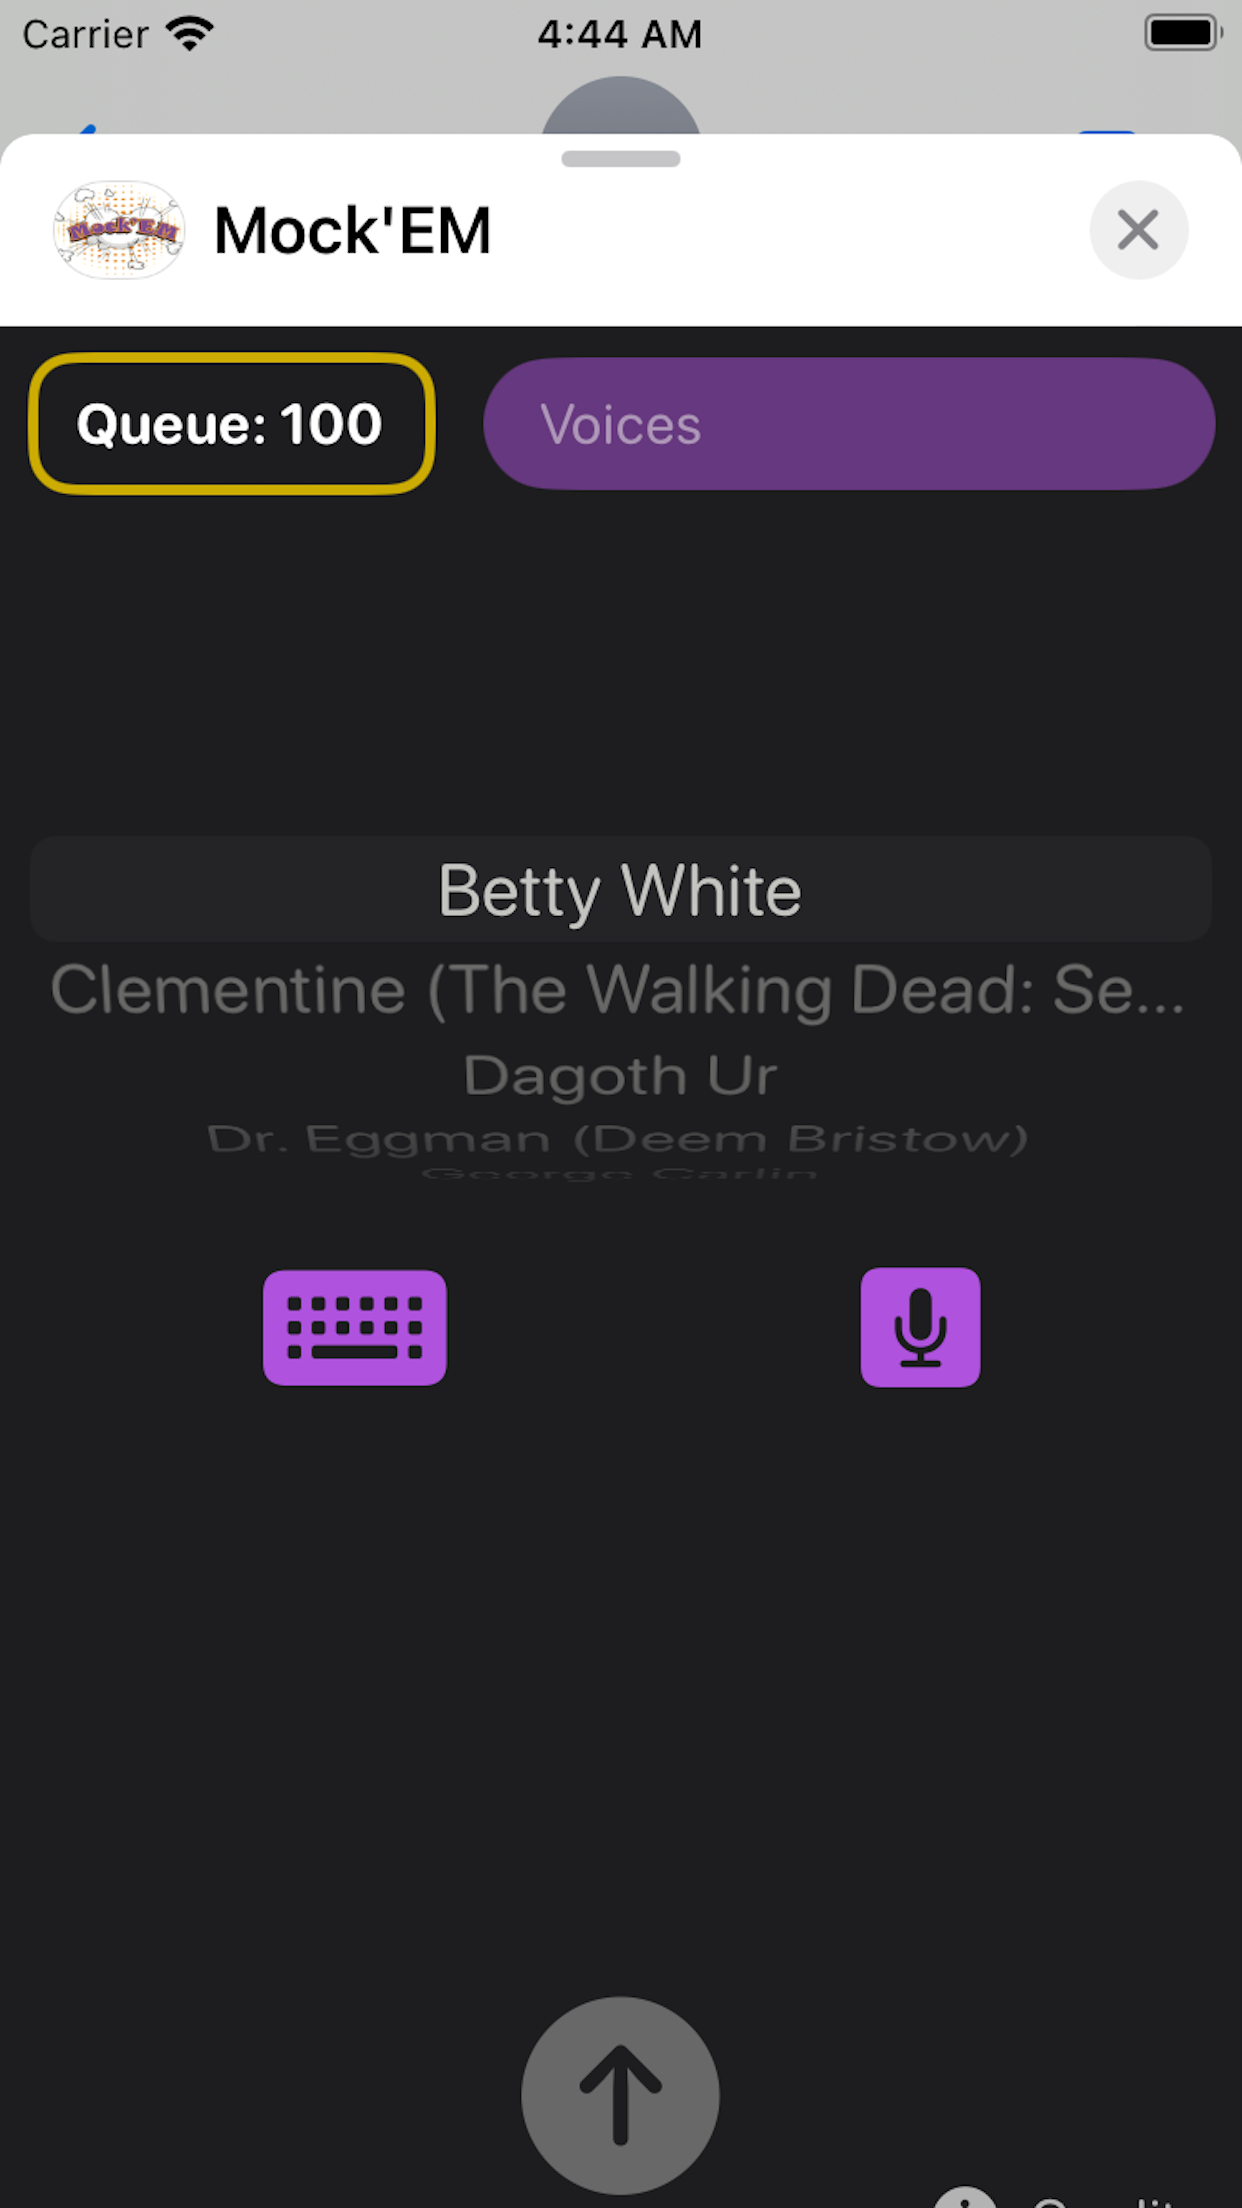 Carrier 4:44 AM
Mock'EM
Mock'EM
Queue: 100
Voices
Betty White
Clementine (The Walking Dead: Se...
Dagoth Ur
Dr. Eggman (Deem Bristow)
George Carlin